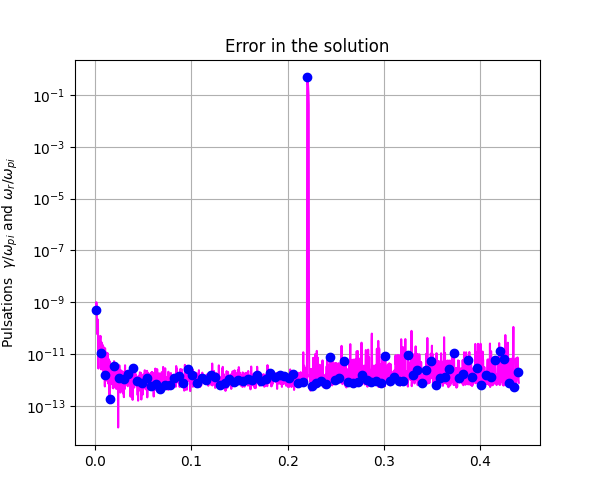 Error in the solution
Pulsations γ/ω_pi and ω_r/ω_pi
10⁻¹
10⁻³
10⁻⁵
10⁻⁷
10⁻⁹
10⁻¹¹
10⁻¹³
0.0 0.1 0.2 0.3 0.4